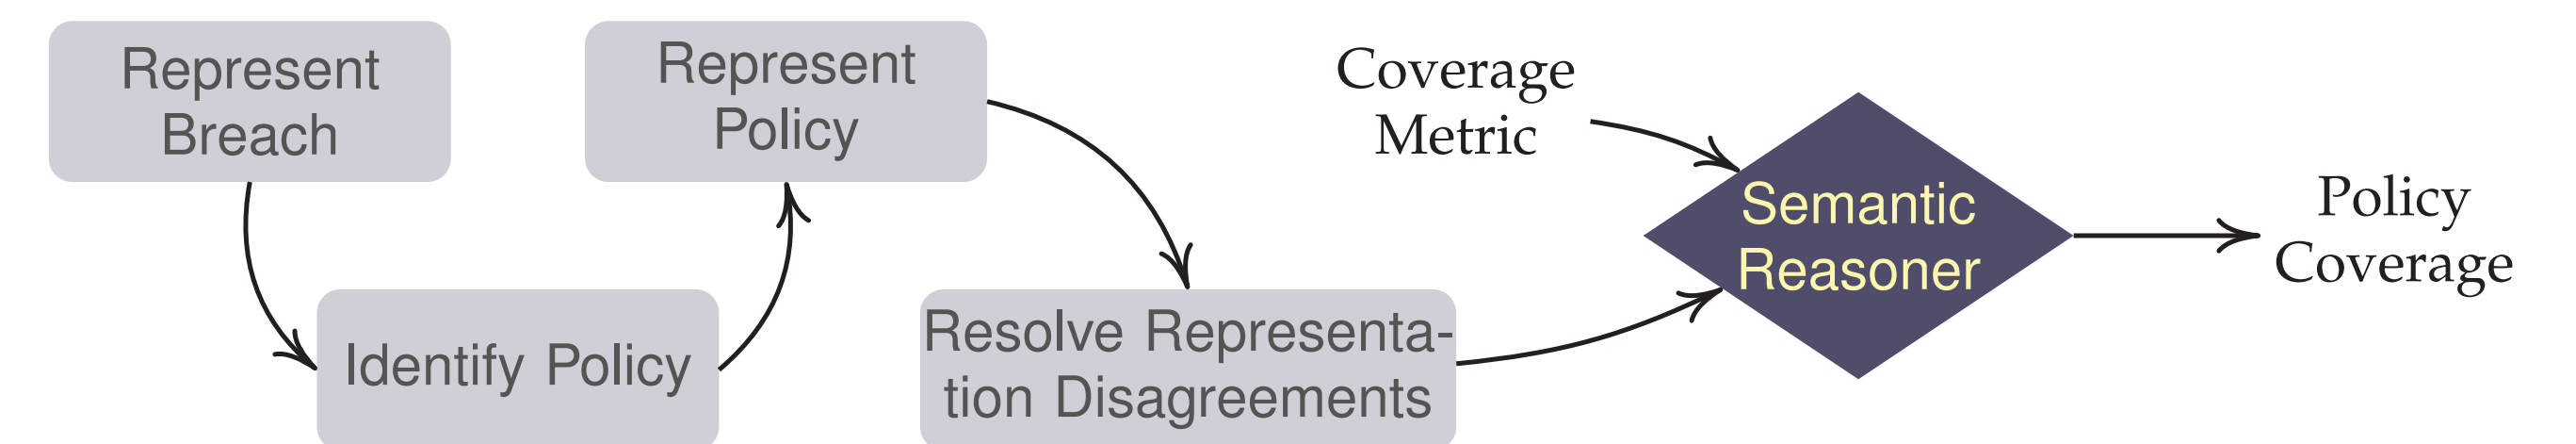 Represent
Breach
Identify Policy
Represent
Policy
Resolve Representa-
tion Disagreements
Coverage
Metric
Semantic
Reasoner
Policy
Coverage